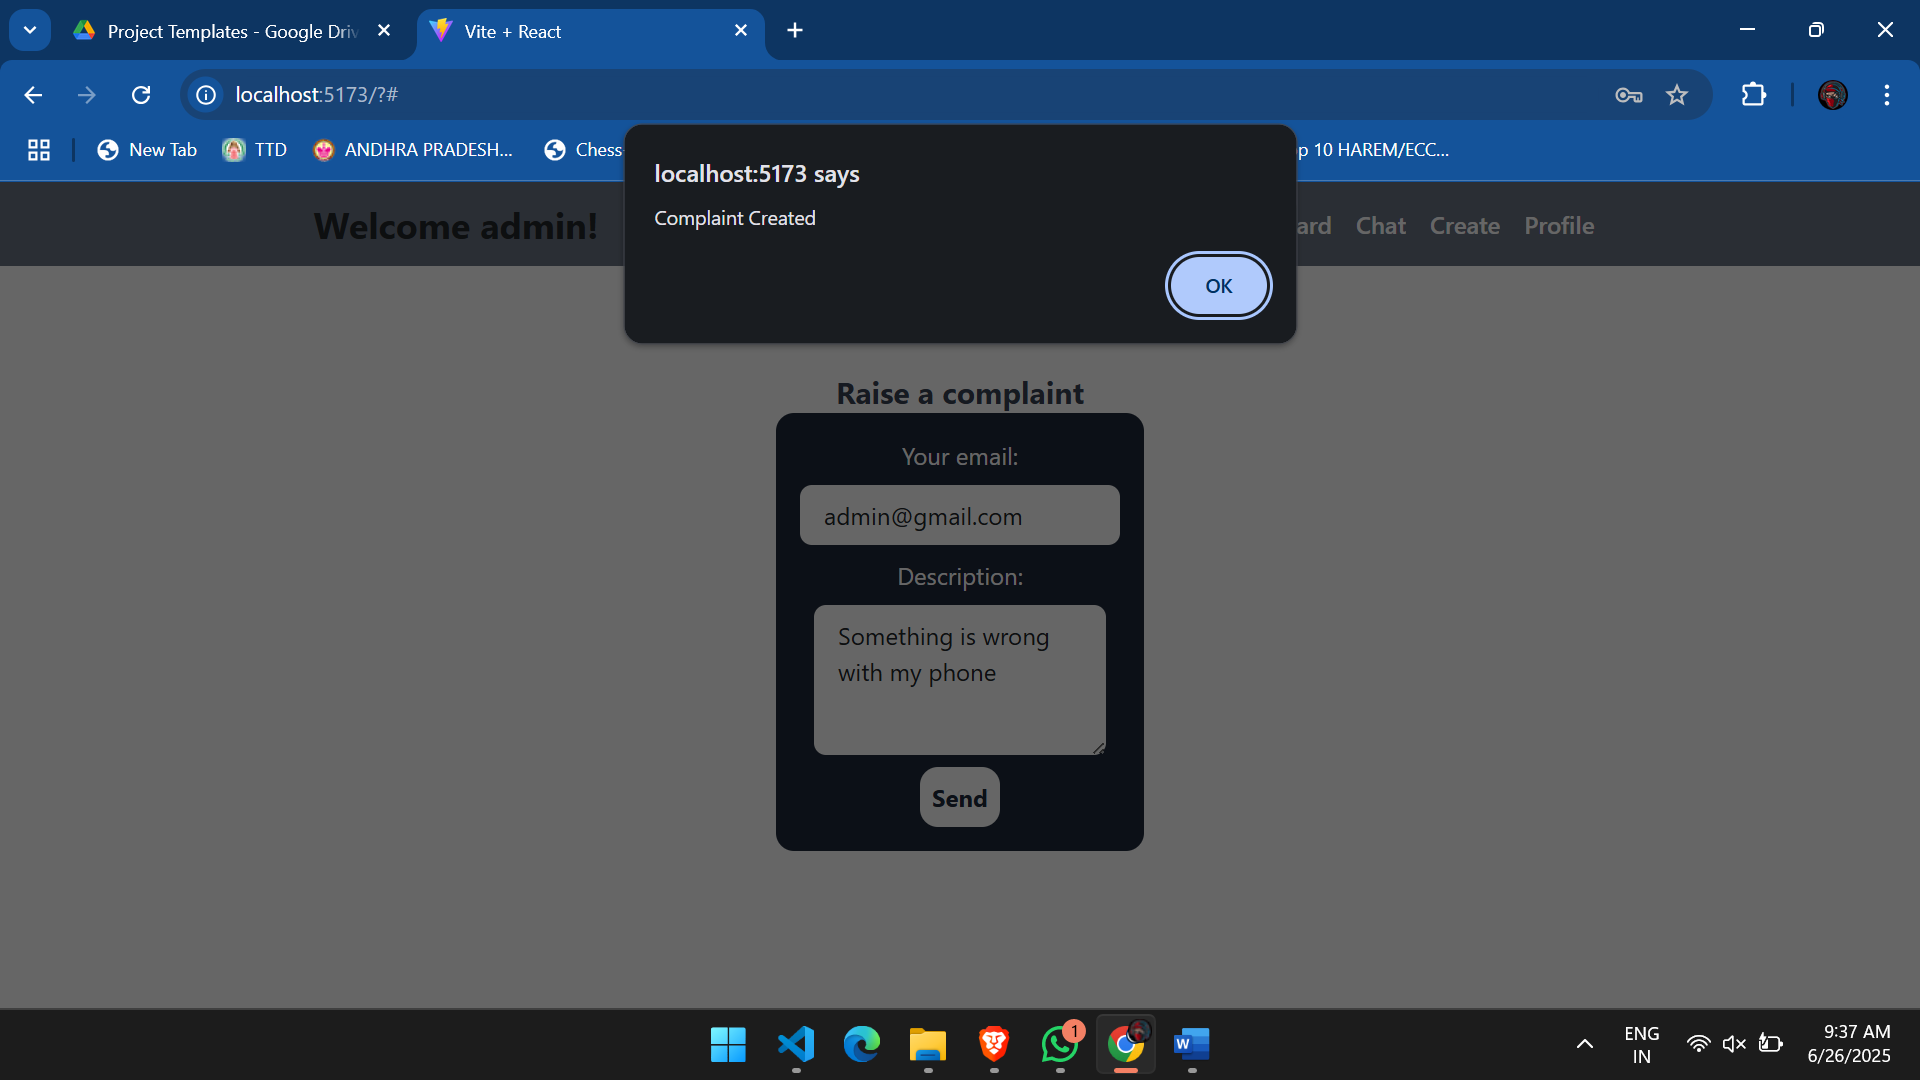 Project Templates - Google Driv
Vite + React
localhost:5173/?#
New Tab
TTD
ANDHRA PRADESH...
Chess
p 10 HAREM/ECC...
localhost:5173 says
Complaint Created
OK
Welcome admin!
ard
Chat
Create
Profile
Raise a complaint
Your email:
admin@gmail.com
Description:
Something is wrong
with my phone
Send
1
W
ENG
IN
9:37 AM
6/26/2025